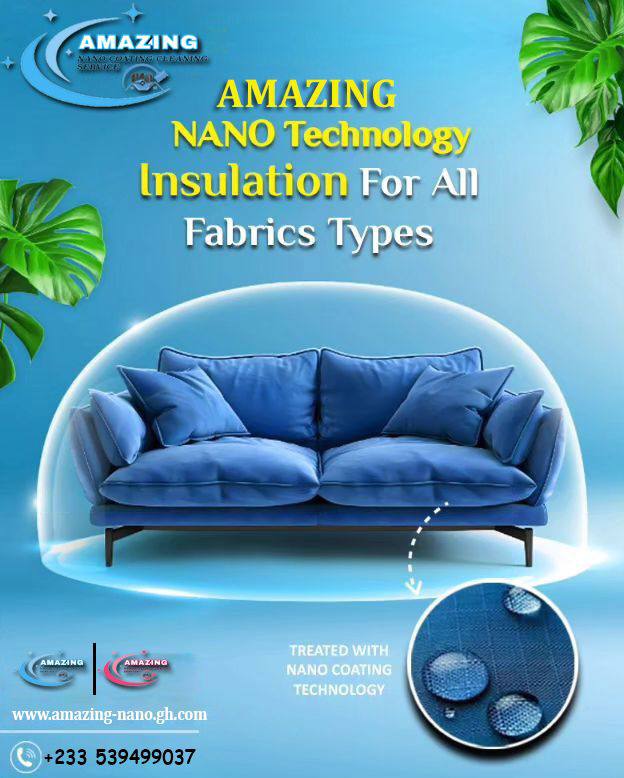 AMAZING
NANO COATING CLEANING
SERVICE
AMAZING
NANO Technology
Insulation For All
Fabrics Types
TREATED WITH
NANO COATING
TECHNOLOGY
AMAZING
AMAZING
www.amazing-nano.gh.com
+233 539499037